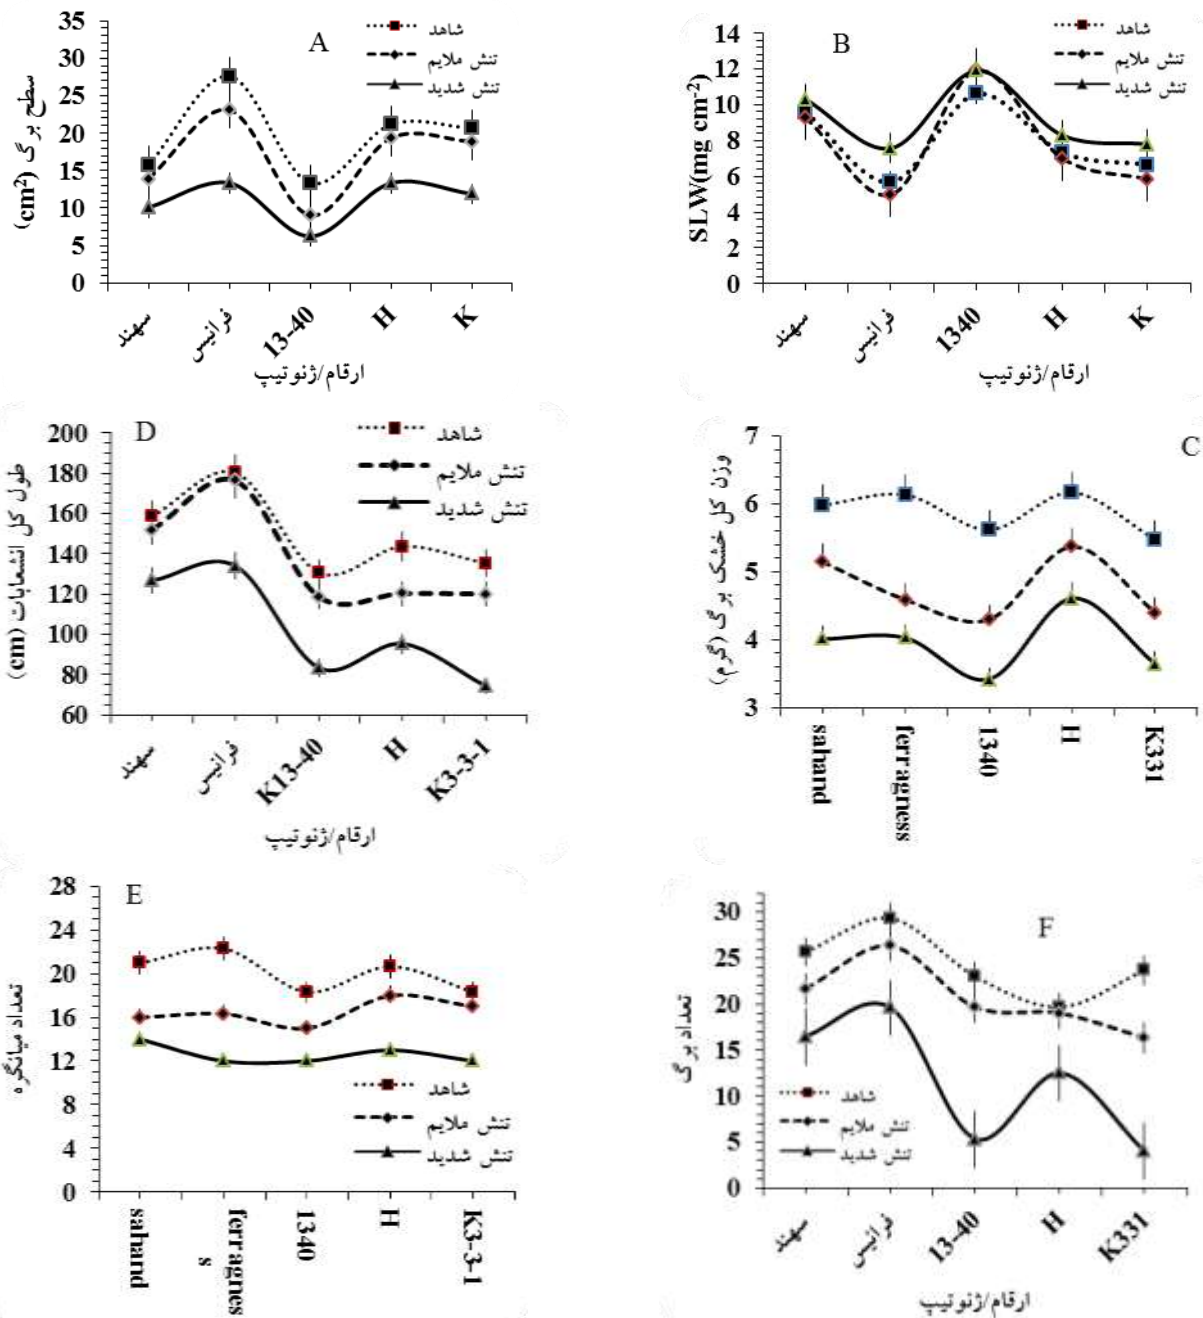 A
شاهد
تنش ملایم
تنش شدید
سطح برگ (cm²)
35
30
25
20
15
10
5
0
سهند
فرانیس
13-40
H
K
ارقام/ژنوتیپ
B
شاهد
تنش ملایم
تنش شدید
SLW(mg cm-²)
14
12
10
8
6
4
2
0
سهند
فرانیس
1340
H
K
ارقام/ژنوتیپ
D
شاهد
تنش ملایم
تنش شدید
طول کل انشعابات (cm)
200
180
160
140
120
100
80
60
سهند
فرانیس
K13-40
H
K3-3-1
ارقام/ژنوتیپ
C
وزن کل خشک برگ (گرم)
7
6
5
4
3
sahand
ferragness
1340
H
K331
E
تعداد میانگره
28
24
20
16
12
8
4
0
شاهد
تنش ملایم
تنش شدید
sahand
ferragnes
s
1340
H
K3-3-1
F
تعداد برگ
30
25
20
15
10
5
0
شاهد
تنش ملایم
تنش شدید
سهند
فرانیس
13-40
H
K331
ارقام/ژنوتیپ